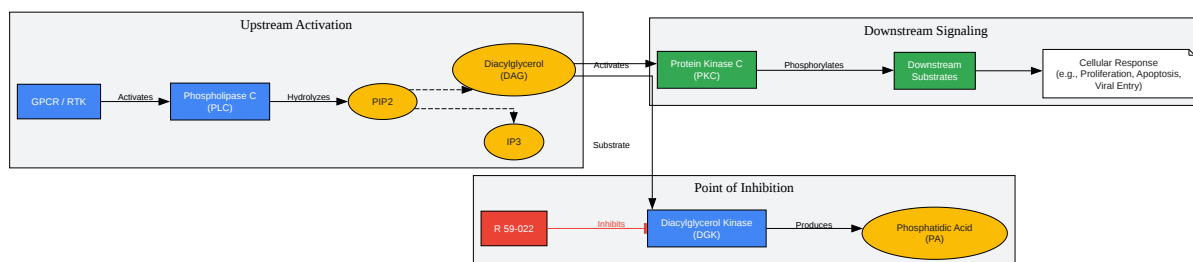 Upstream Activation
GPCR / RTK
Activates
Phospholipase C
(PLC)
Hydrolyzes
PIP2
Diacylglycerol
(DAG)
IP3
Activates
Substrate
Downstream Signaling
Protein Kinase C
(PKC)
Phosphorylates
Downstream
Substrates
Cellular Response
(e.g., Proliferation, Apoptosis,
Viral Entry)
Point of Inhibition
R 59-022
Inhibits
Diacylglycerol Kinase
(DGK)
Produces
Phosphatidic Acid
(PA)